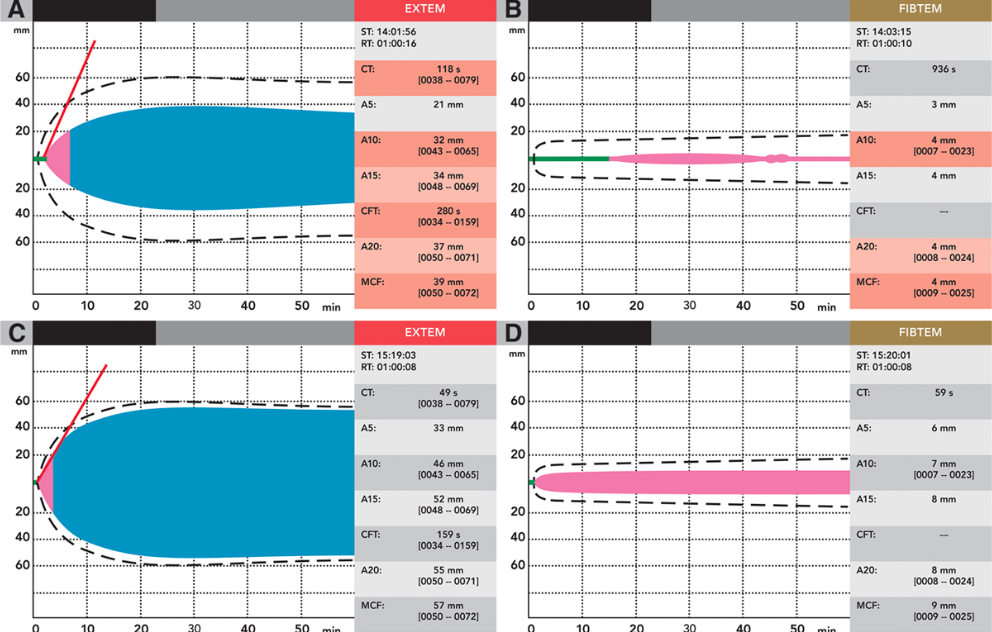 A
EXTEM
mm
60
40
20
20
40
60
0 10 20 30 40 50 min
ST: 14:01:56
RT: 01:00:16
CT: 118 s
[0038 -- 0079]
A5: 21 mm
A10: 32 mm
[0043 -- 0065]
A15: 34 mm
[0048 -- 0069]
CFT: 280 s
[0034 -- 0159]
A20: 37 mm
[0050 -- 0071]
MCF: 39 mm
[0050 -- 0072]
B
FIBTEM
mm
60
40
20
20
40
60
0 10 20 30 40 50 min
ST: 14:03:15
RT: 01:00:10
CT: 936 s
A5: 3 mm
A10: 4 mm
[0007 -- 0023]
A15: 4 mm
CFT: ---
A20: 4 mm
[0008 -- 0024]
MCF: 4 mm
[0009 -- 0025]
C
EXTEM
mm
60
40
20
20
40
60
0 10 20 30 40 50 min
ST: 15:19:03
RT: 01:00:08
CT: 49 s
[0038 -- 0079]
A5: 33 mm
A10: 46 mm
[0043 -- 0065]
A15: 52 mm
[0048 -- 0069]
CFT: 159 s
[0034 -- 0159]
A20: 55 mm
[0050 -- 0071]
MCF: 57 mm
[0050 -- 0072]
D
FIBTEM
mm
60
40
20
20
40
60
0 10 20 30 40 50 min
ST: 15:20:01
RT: 01:00:08
CT: 59 s
A5: 6 mm
A10: 7 mm
[0007 -- 0023]
A15: 8 mm
CFT: ---
A20: 8 mm
[0008 -- 0024]
MCF: 9 mm
[0009 -- 0025]